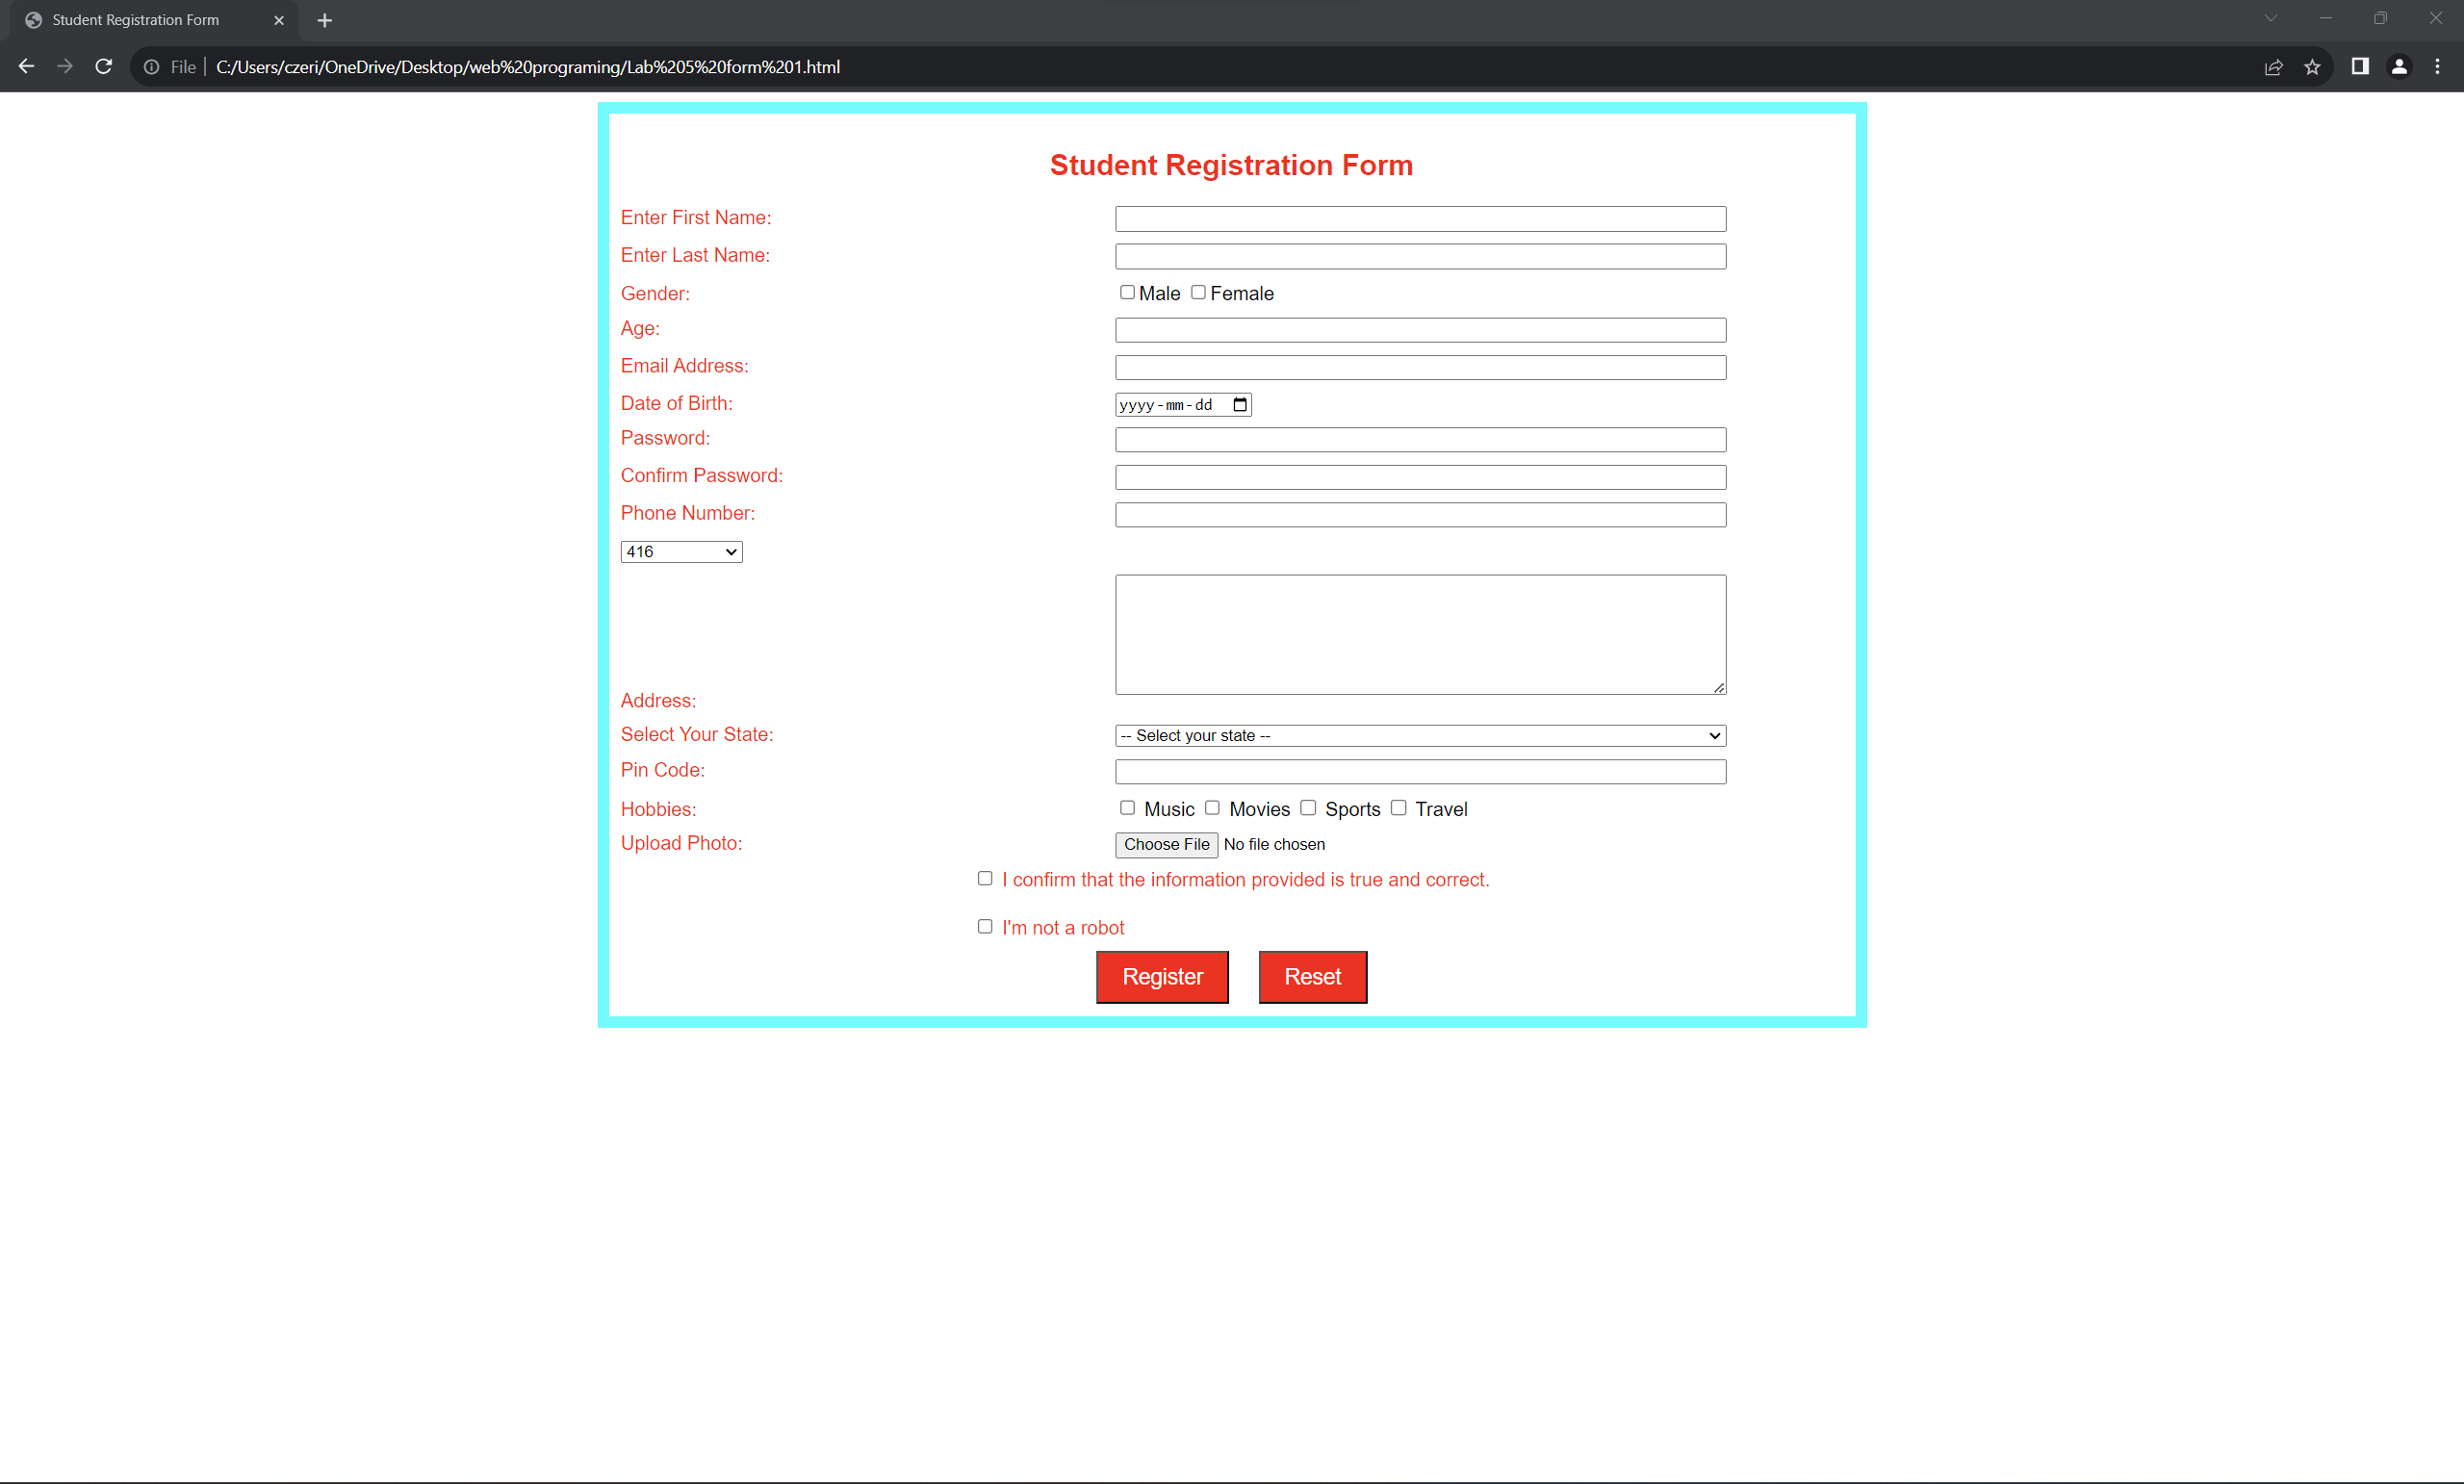 Student Registration Form
File C:/Users/czeri/OneDrive/Desktop/web%20programing/Lab%205%20form%201.html
Student Registration Form
Enter First Name:
Enter Last Name:
Gender: Male Female
Age:
Email Address:
Date of Birth: yyyy-mm-dd
Password:
Confirm Password:
Phone Number:
416
Address:
Select Your State: -- Select your state --
Pin Code:
Hobbies: Music Movies Sports Travel
Upload Photo: Choose File No file chosen
I confirm that the information provided is true and correct.
I'm not a robot
Register Reset